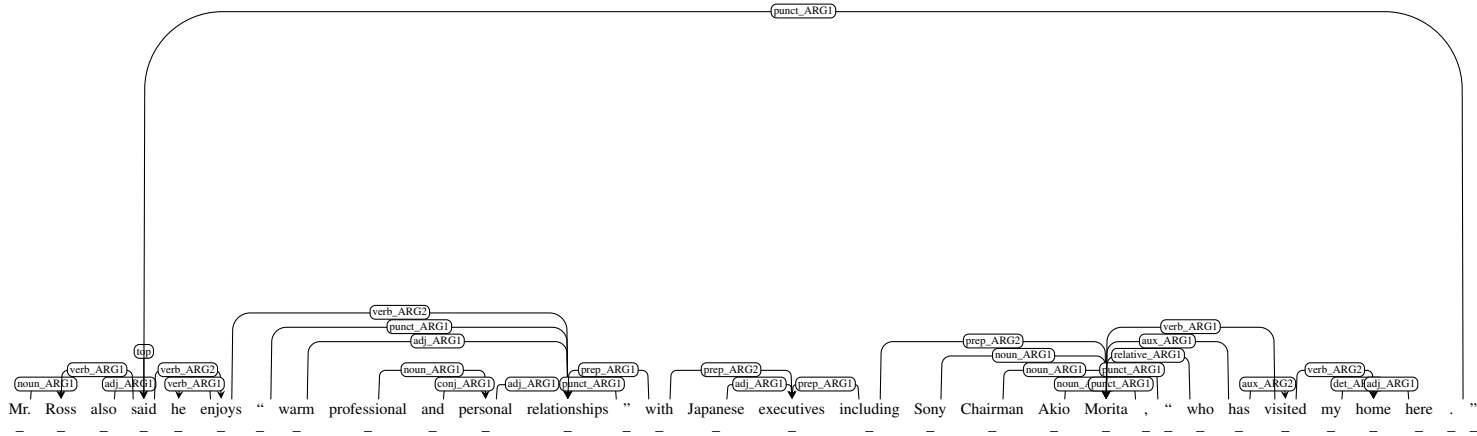 punct_ARG1
verb_ARG2
punct_ARG1 verb_ARG1
adj_ARG1 prep_ARG2 aux_ARG1
top noun_ARG1 relative_ARG1
verb_ARG1 verb_ARG2 noun_ARG1 prep_ARG1 prep_ARG2 noun_ARG1 punct_ARG1 verb_ARG2
noun_ARG1 adj_ARG1 verb_ARG1 conj_ARG1 adj_ARG1 punct_ARG1 adj_ARG1 prep_ARG1 punct_ARG1 aux_ARG2 adj_ARG1
Mr. Ross also said he enjoys “ warm professional and personal relationships ” with Japanese executives including Sony Chairman Akio Morita , “ who has visited my home here . ”
_ _ _ _ _ _ _ _ _ _ _ _ _ _ _ _ _ _ _ _ _ _ _ _ _ _ _ _ _ _ _ _